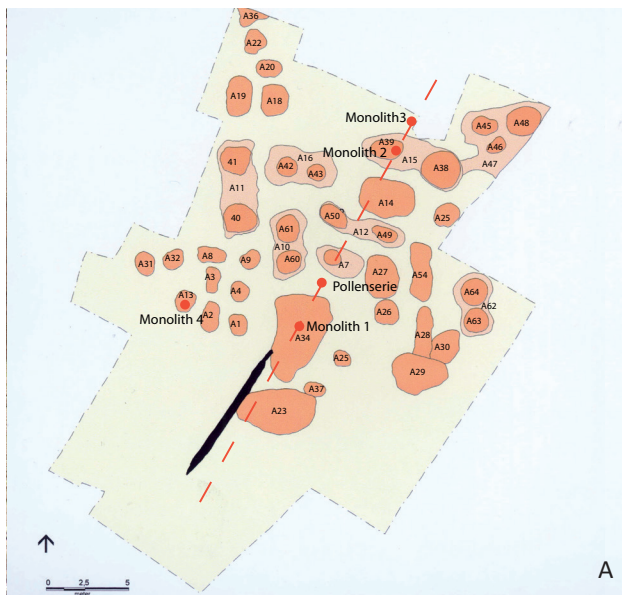 A36
A22
A20
A19 A18
Monolith3
A45 A48
A39
Monolith 2
A46
A15
A47
A38
41
A16
A42
A43
A11
A14
40
A50
A25
A61
A12
A49
A10
A60
A7
A31
A32
A8
A9
A27
A54
A3
A4
Pollenserie
A64
A62
A13
Monolith 4
A2
A1
A26
A63
Monolith 1
A34
A28
A30
A25
A29
A37
A23
0 2,5 5
meter
A